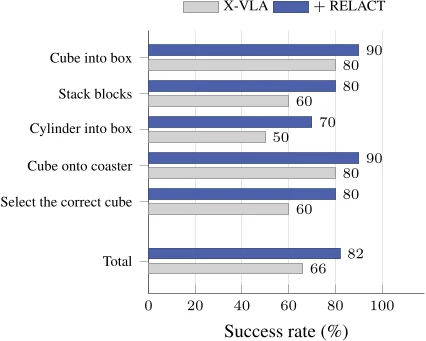 X-VLA + RELACT
Cube into box 90
80
Stack blocks 80
60
Cylinder into box 70
50
Cube onto coaster 90
80
Select the correct cube 80
60
Total 82
66
0 20 40 60 80 100
Success rate (%)